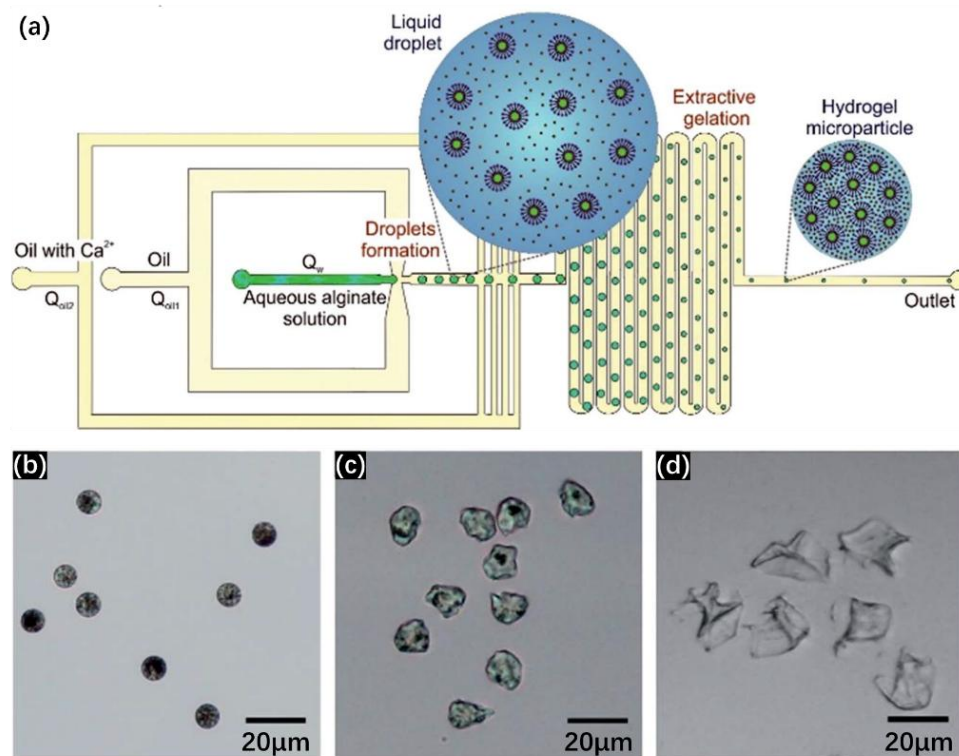 (a)
Liquid
droplet
Extractive
gelation
Hydrogel
microparticle
Droplets
formation
Oil with Ca²⁺
Oil
Qw
Qoil2
Qoil1
Aqueous alginate
solution
Outlet
(b)
(c)
(d)
20μm
20μm
20μm